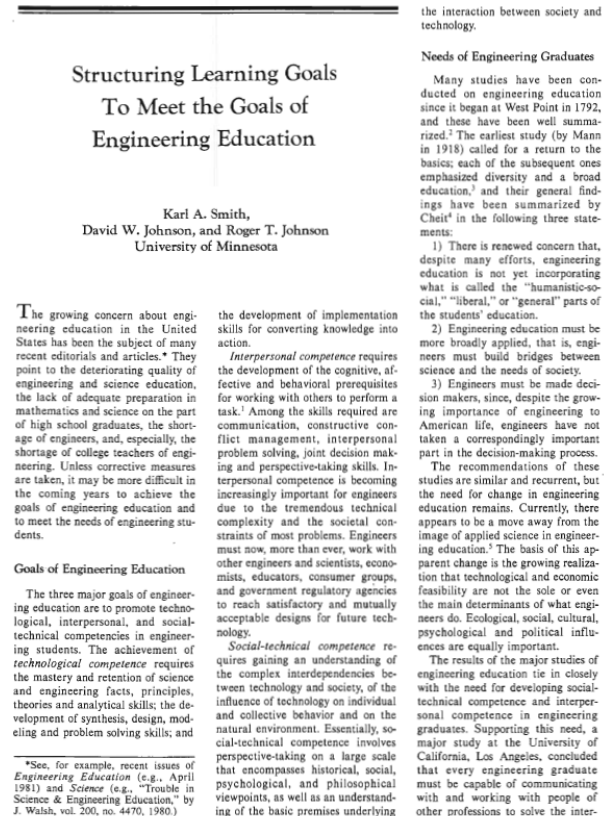 Structuring Learning Goals
To Meet the Goals of
Engineering Education
Karl A. Smith,
David W. Johnson, and Roger T. Johnson
University of Minnesota
The growing concern about engi-
neering education in the United
States has been the subject of many
recent editorials and articles.* They
point to the deteriorating quality of
engineering and science education,
the lack of adequate preparation in
mathematics and science on the part
of high school graduates, the short-
age of engineers, and, especially, the
shortage of college teachers of engi-
neering. Unless corrective measures
are taken, it may be more difficult in
the coming years to achieve the
goals of engineering education and
to meet the needs of engineering stu-
dents.
Goals of Engineering Education
The three major goals of engineer-
ing education are to promote techno-
logical, interpersonal, and social-
technical competencies in engineer-
ing students. The achievement of
technological competence requires
the mastery and retention of science
and engineering facts, principles,
theories and analytical skills; the de-
velopment of synthesis, design, mod-
eling and problem solving skills; and
*See, for example, recent issues of
Engineering Education (e.g., April
1981) and Science (e.g., “Trouble in
Science & Engineering Education,” by
J. Walsh, vol. 200, no. 4470, 1980.)
the development of implementation
skills for converting knowledge into
action.
Interpersonal competence requires
the development of the cognitive, af-
fective and behavioral prerequisites
for working with others to perform a
task.¹ Among the skills required are
communication, constructive con-
flict management, interpersonal
problem solving, joint decision mak-
ing and perspective-taking skills. In-
terpersonal competence is becoming
increasingly important for engineers
due to the tremendous technical
complexity and the societal con-
straints of most problems. Engineers
must now, more than ever, work with
other engineers and scientists, econo-
mists, educators, consumer groups,
and government regulatory agencies
to reach satisfactory and mutually
acceptable designs for future tech-
nology.
Social-technical competence re-
quires gaining an understanding of
the complex interdependencies be-
tween technology and society, of the
influence of technology on individual
and collective behavior and on the
natural environment. Essentially, so-
cial-technical competence involves
perspective-taking on a large scale
that encompasses historical, social,
psychological, and philosophical
viewpoints, as well as an understand-
ing of the basic premises underlying
the interaction between society and
technology.
Needs of Engineering Graduates
Many studies have been con-
ducted on engineering education
since it began at West Point in 1792,
and these have been well summa-
rized.² The earliest study (by Mann
in 1918) called for a return to the
basics; each of the subsequent ones
emphasized diversity and a broad
education,³ and their general find-
ings have been summarized by
Cheit⁴ in the following three state-
ments:
1) There is renewed concern that,
despite many efforts, engineering
education is not yet incorporating
what is called the “humanistic-so-
cial,” “liberal,” or “general” parts of
the students’ education.
2) Engineering education must be
more broadly applied, that is, engi-
neers must build bridges between
science and the needs of society.
3) Engineers must be made deci-
sion makers, since, despite the grow-
ing importance of engineering to
American life, engineers have not
taken a correspondingly important
part in the decision-making process.
The recommendations of these
studies are similar and recurrent, but
the need for change in engineering
education remains. Currently, there
appears to be a move away from the
image of applied science in engineer-
ing education.⁵ The basis of this ap-
parent change is the growing realiza-
tion that technological and economic
feasibility are not the sole or even
the main determinants of what engi-
neers do. Ecological, social, cultural,
psychological and political influ-
ences are equally important.
The results of the major studies of
engineering education tie in closely
with the need for developing social-
technical competence and interper-
sonal competence in engineering
graduates. Supporting this need, a
major study at the University of
California, Los Angeles, concluded
that every engineering graduate
must be capable of communicating
with and working with people of
other professions to solve the inter-